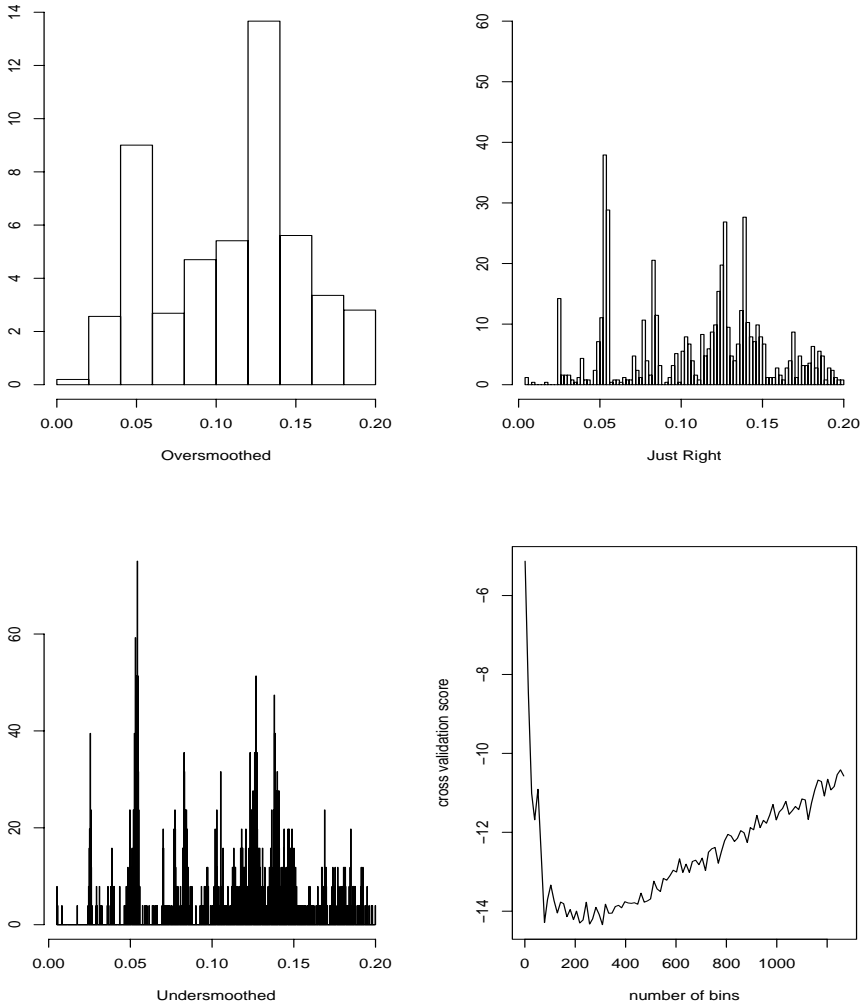 14
12
10
8
6
4
2
0
0.00 0.05 0.10 0.15 0.20
Oversmoothed
60
50
40
30
20
10
0
0.00 0.05 0.10 0.15 0.20
Just Right
60
40
20
0
0.00 0.05 0.10 0.15 0.20
Undersmoothed
cross validation score
−6
−8
−10
−12
−14
0 200 400 600 800 1000
number of bins